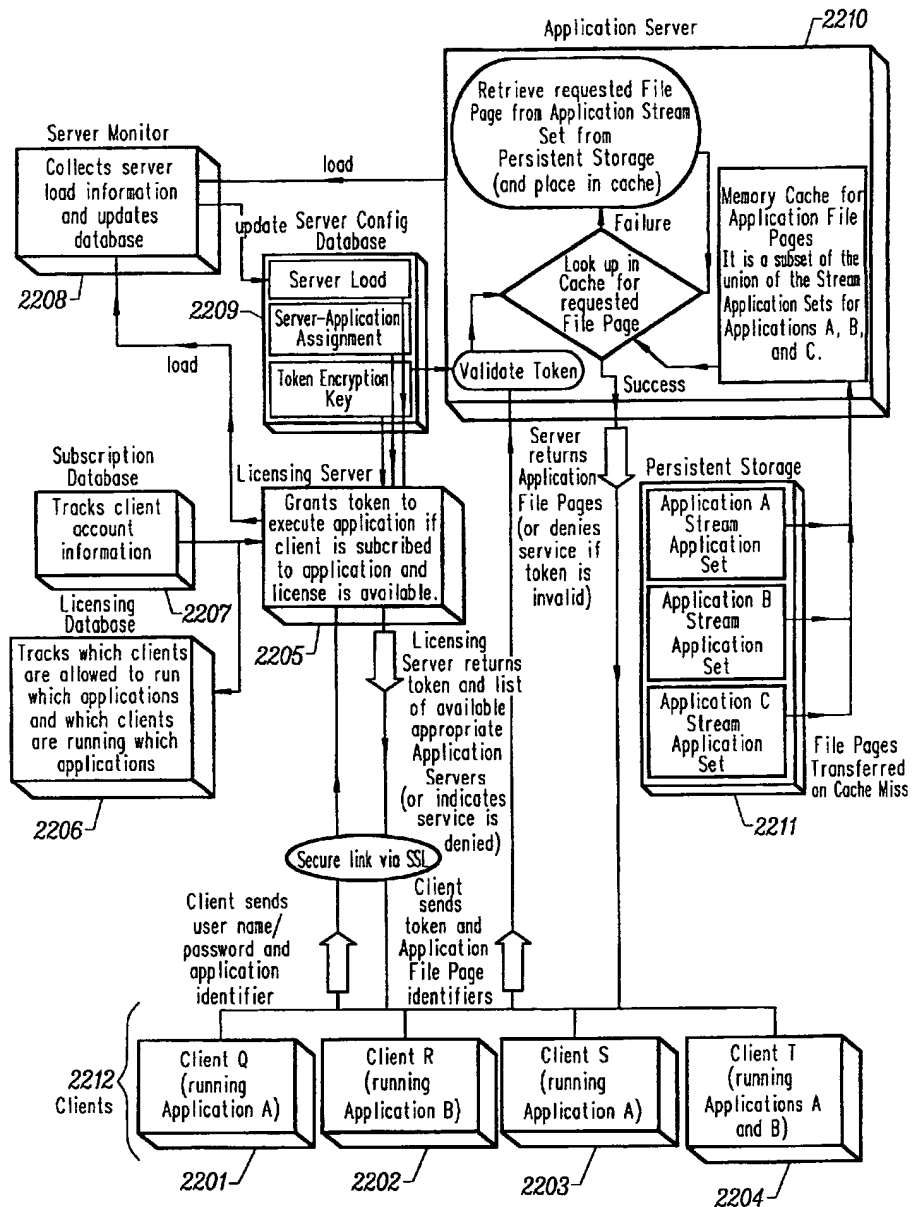 2210
Application Server
Retrieve requested File
Page from Application Stream
Set from
Persistent Storage
(and place in cache)
Failure
Look up in
Cache for
requested
File Page
Success
Validate Token
Memory Cache for
Application File
Pages
It is a subset of the
union of the Stream
Application Sets for
Applications A, B,
and C.
Server Monitor
Collects server
load information
and updates
database
2208
load
load
update
Server Config
Database
2209
Server Load
Server-Application
Assignment
Token Encryption
Key
Subscription
Database
Tracks client
account
information
2207
Licensing
Database
Tracks which clients
are allowed to run
which applications
and which clients
are running which
applications
2206
Licensing Server
Grants token to
execute application if
client is subcribed
to application and
license is available.
2205
Server
returns
Application
File Pages
(or denies
service if
token is
invalid)
Persistent Storage
Application A
Stream
Application
Set
Application B
Stream
Application
Set
Application C
Stream
Application
Set
2211
File Pages
Transferred
on Cache Miss
Licensing
Server returns
token and list
of available
appropriate
Application
Servers
(or indicates
service is
denied)
Secure link via SSL
Client sends
user name/
password and
application
identifier
Client
sends
token and
Application
File Page
identifiers
2212
Clients
Client Q
(running
Application A)
2201
Client R
(running
Application B)
2202
Client S
(running
Application A)
2203
Client T
(running
Applications A
and B)
2204